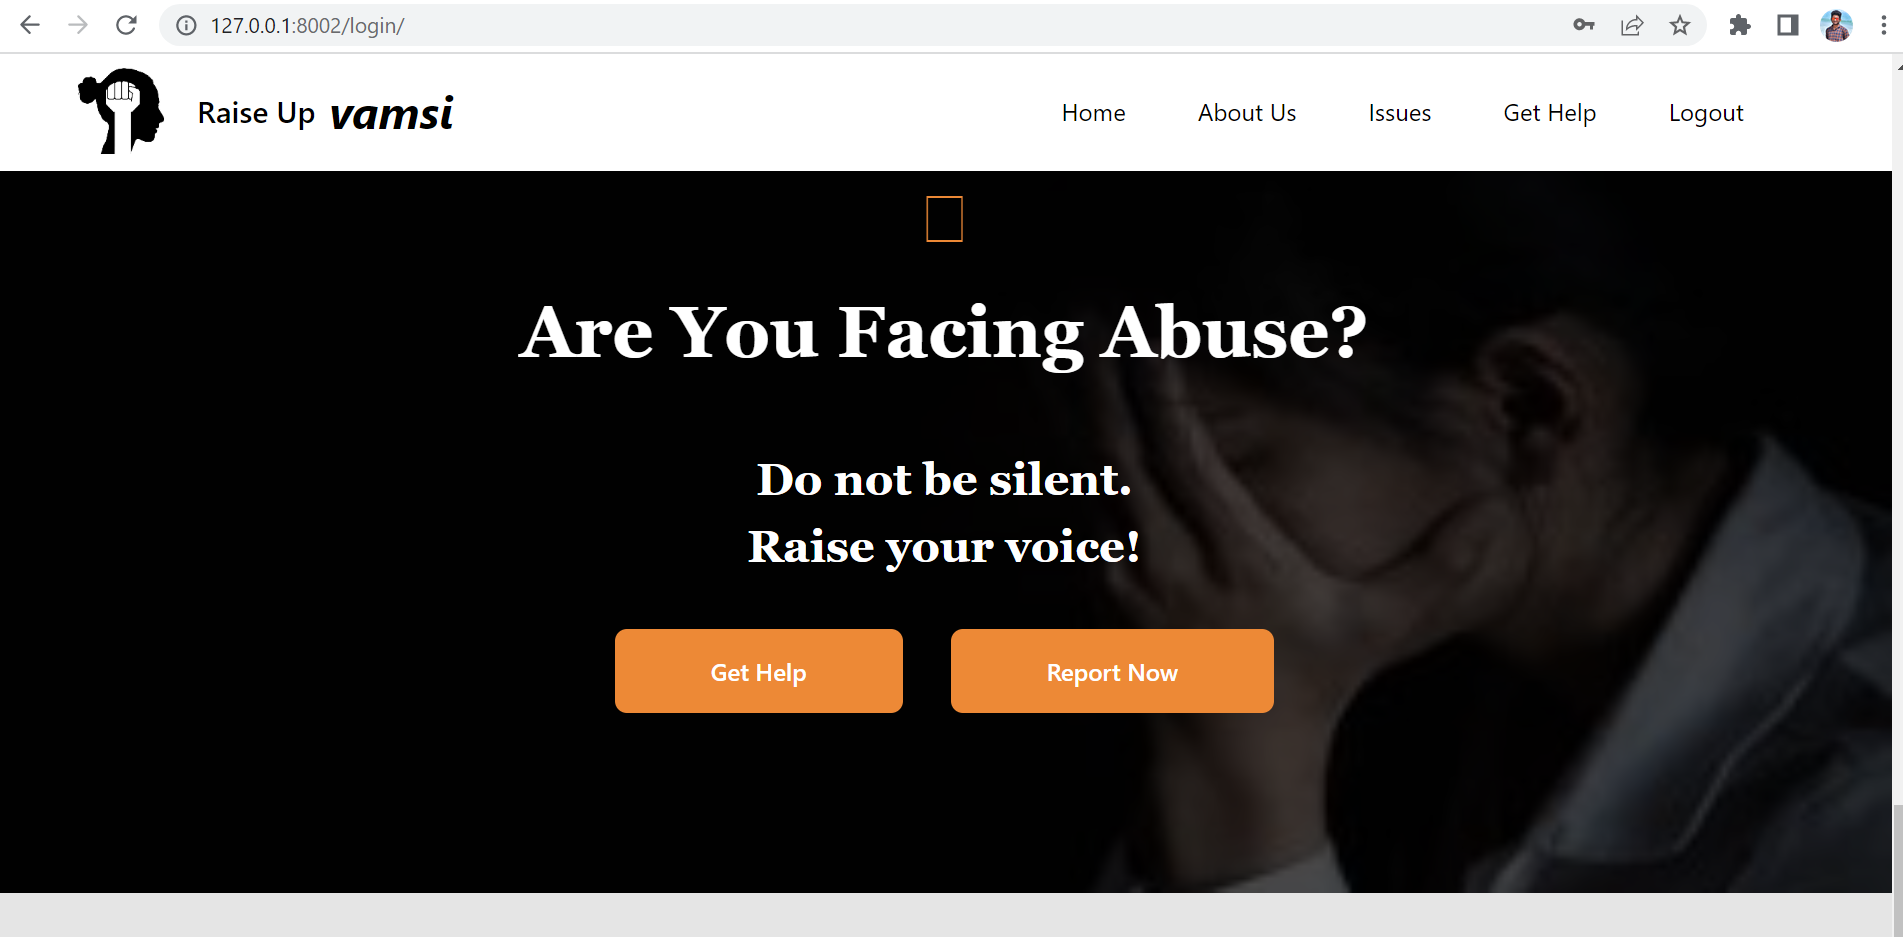 127.0.0.1:8002/login/
Raise Up vamsi
Home
About Us
Issues
Get Help
Logout
Are You Facing Abuse?
Do not be silent.
Raise your voice!
Get Help
Report Now